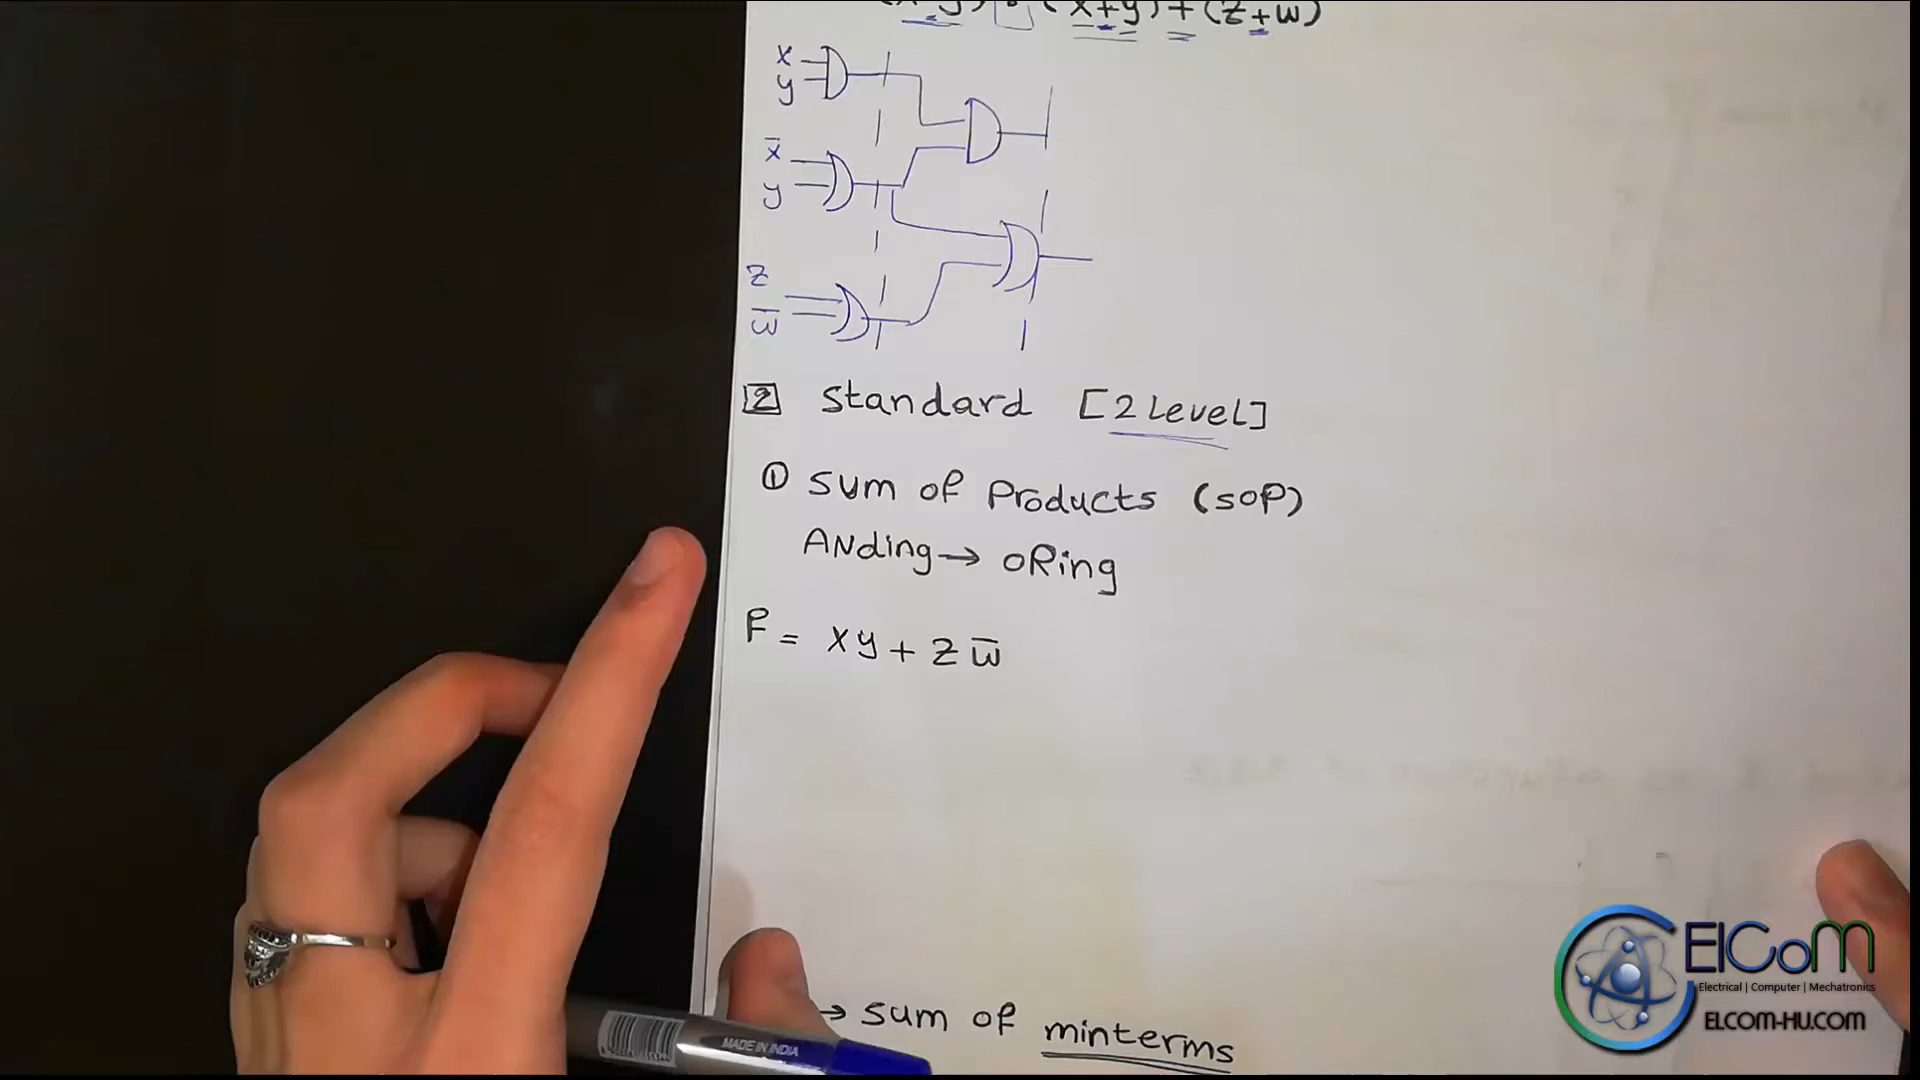 (x+y)+(z+w)
x
y
x̄
y
z
w̄
2 Standard [2 Level]
① Sum of Products (SOP)
ANding → ORing
F = xy + z w̄
→ sum of minterms
MADE IN INDIA
ElCoM
Electrical | Computer | Mechatronics
ELCOM-HU.COM